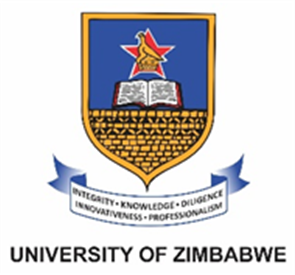 INTEGRITY • KNOWLEDGE • DILIGENCE
INNOVATIVENESS • PROFESSIONALISM
UNIVERSITY OF ZIMBABWE